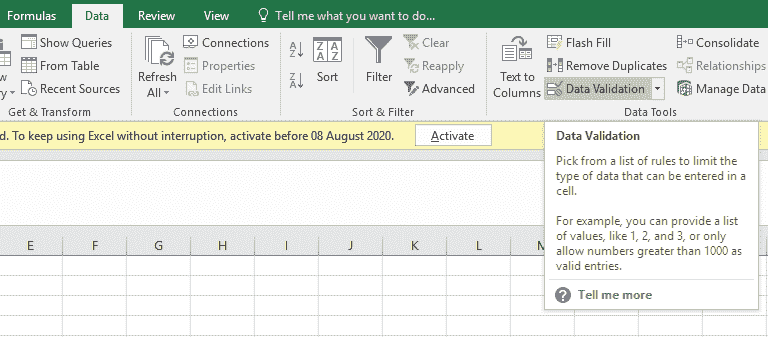 Formulas Data Review View Tell me what you want to do...
Show Queries Connections Clear Flash Fill Consolidate
From Table Properties Reapply Remove Duplicates Relationships
Recent Sources Edit Links Advanced Data Validation Manage Data
Refresh All Sort Filter Text to Columns
Get & Transform Connections Sort & Filter Data Tools
d. To keep using Excel without interruption, activate before 08 August 2020. Activate
Data Validation
Pick from a list of rules to limit the
type of data that can be entered in a
cell.
For example, you can provide a list
of values, like 1, 2, and 3, or only
allow numbers greater than 1000 as
valid entries.
Tell me more
E F G H I J K L